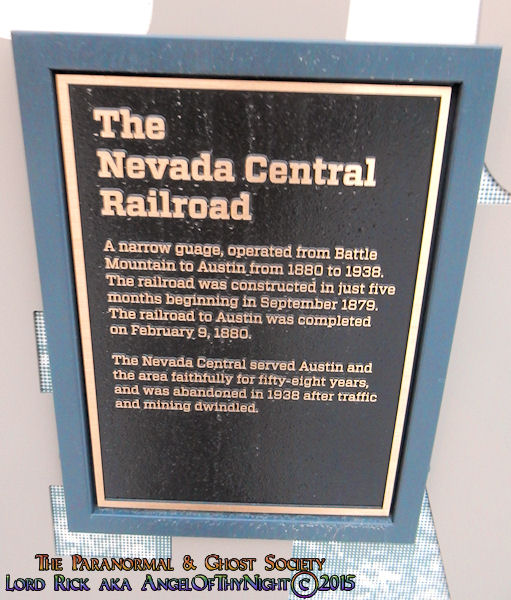 The
Nevada Central
Railroad
A narrow guage, operated from Battle
Mountain to Austin from 1880 to 1938.
The railroad was constructed in just five
months beginning in September 1879.
The railroad to Austin was completed
on February 9, 1880.
The Nevada Central served Austin and
the area faithfully for fifty-eight years,
and was abandoned in 1938 after traffic
and mining dwindled.
The Paranormal & Ghost Society
Lord Rick aka AngelOfThyNight©2015